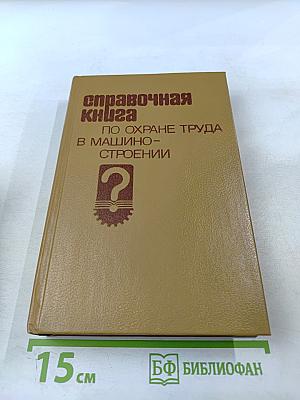 справочная
книга
ПО ОХРАНЕ ТРУДА
В МАШИНО-
СТРОЕНИИ
?
15 см
БФ БИБЛИОФАН